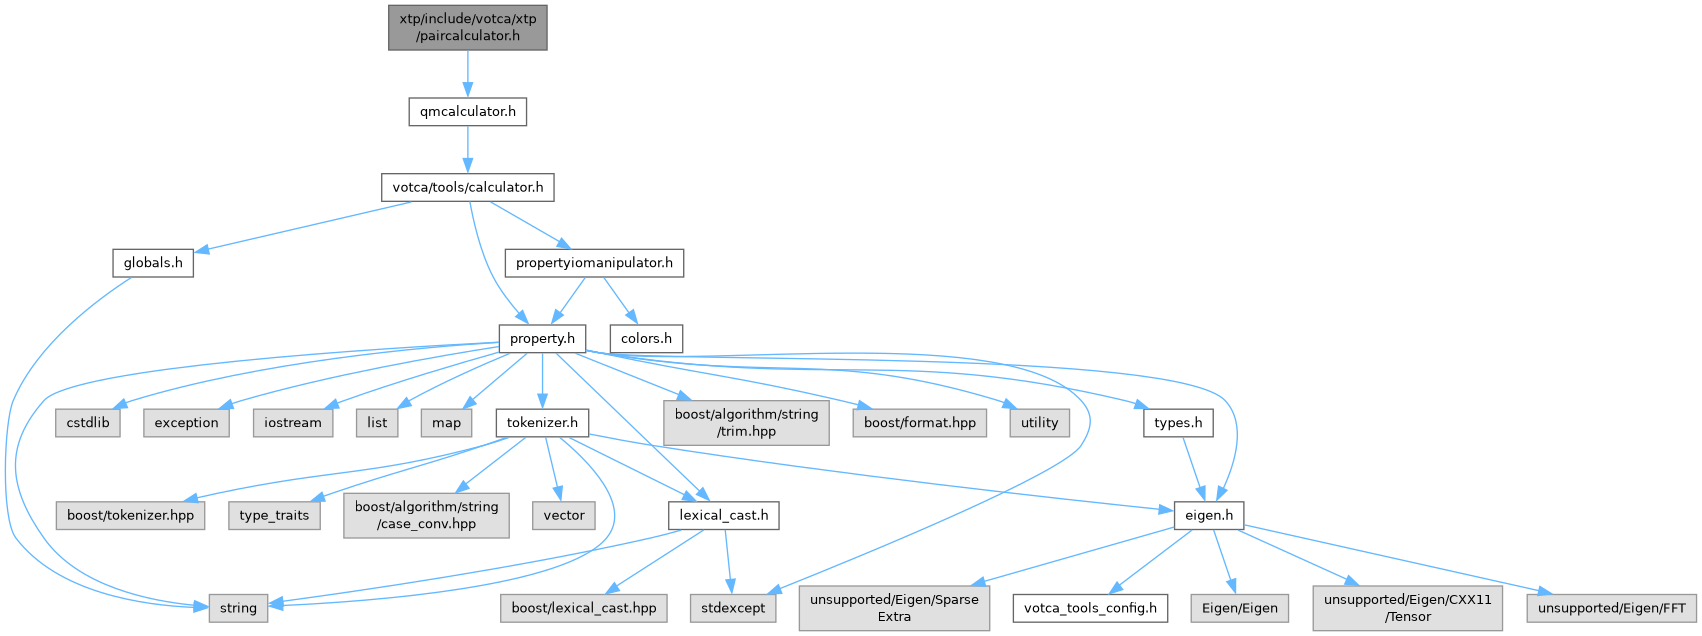 xtp/include/votca/xtp
/paircalculator.h
qmcalculator.h
votca/tools/calculator.h
globals.h
propertyiomanipulator.h
property.h
colors.h
cstdlib
exception
iostream
list
map
tokenizer.h
boost/algorithm/string
/trim.hpp
boost/format.hpp
utility
types.h
boost/tokenizer.hpp
type_traits
boost/algorithm/string
/case_conv.hpp
vector
lexical_cast.h
eigen.h
string
boost/lexical_cast.hpp
stdexcept
unsupported/Eigen/Sparse
Extra
votca_tools_config.h
Eigen/Eigen
unsupported/Eigen/CXX11
/Tensor
unsupported/Eigen/FFT